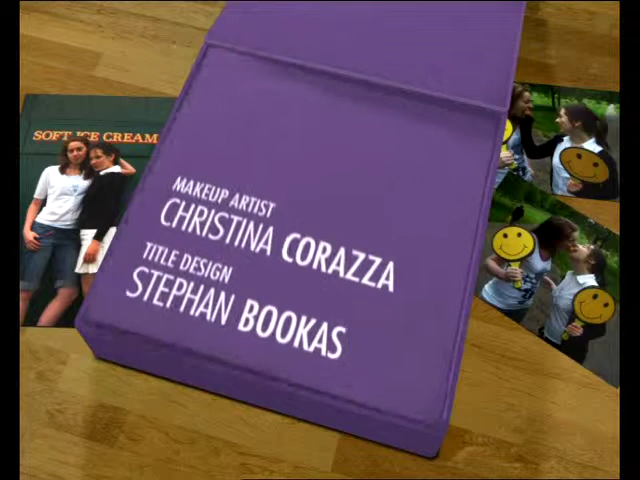 SOFT ICE CREAM
MAKEUP ARTIST
CHRISTINA CORAZZA
TITLE DESIGN
STEPHAN BOOKAS